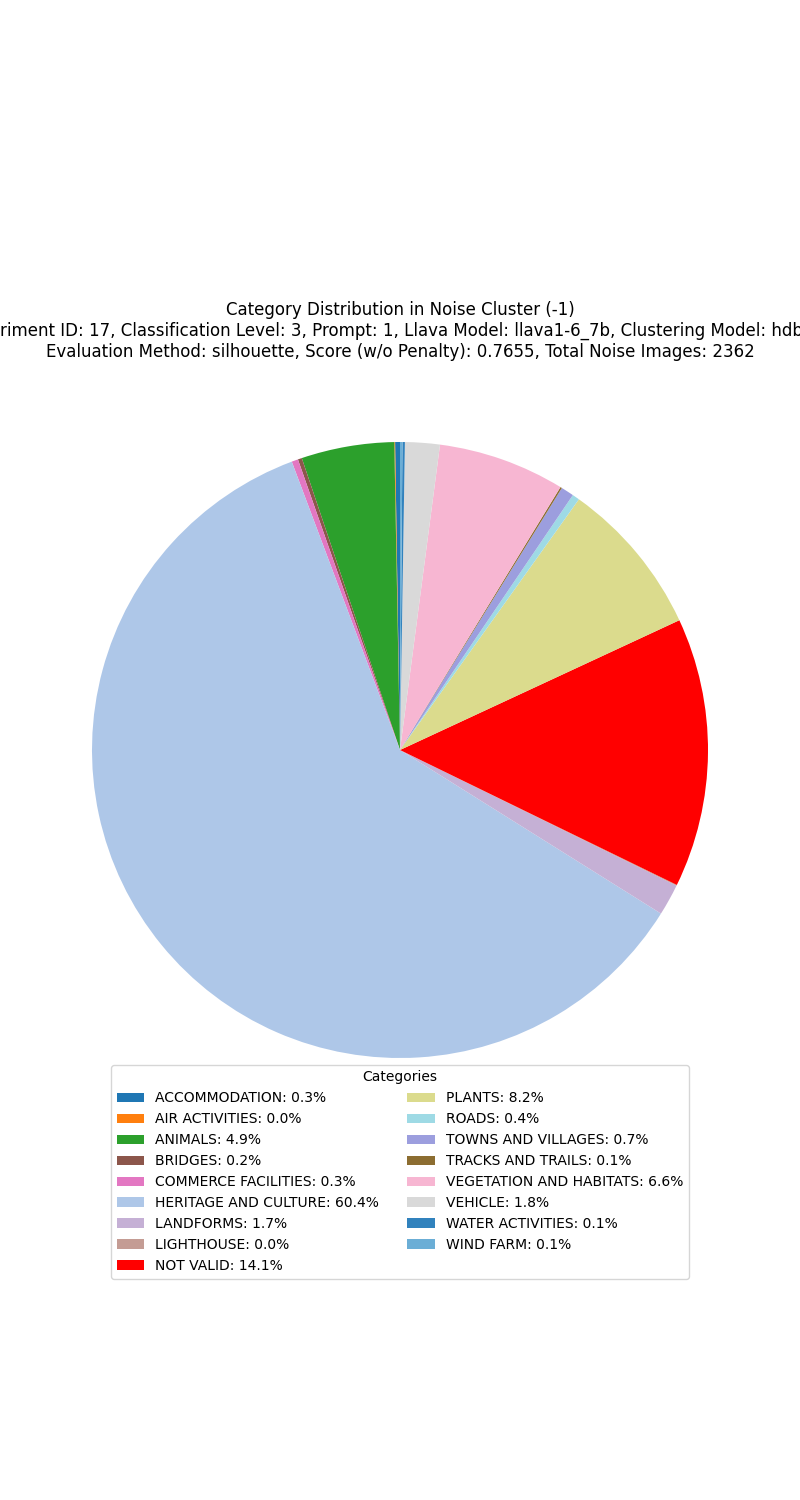 Category Distribution in Noise Cluster (-1)
riment ID: 17, Classification Level: 3, Prompt: 1, Llava Model: llava1-6_7b, Clustering Model: hdb
Evaluation Method: silhouette, Score (w/o Penalty): 0.7655, Total Noise Images: 2362
Categories
ACCOMMODATION: 0.3%
AIR ACTIVITIES: 0.0%
ANIMALS: 4.9%
BRIDGES: 0.2%
COMMERCE FACILITIES: 0.3%
HERITAGE AND CULTURE: 60.4%
LANDFORMS: 1.7%
LIGHTHOUSE: 0.0%
NOT VALID: 14.1%
PLANTS: 8.2%
ROADS: 0.4%
TOWNS AND VILLAGES: 0.7%
TRACKS AND TRAILS: 0.1%
VEGETATION AND HABITATS: 6.6%
VEHICLE: 1.8%
WATER ACTIVITIES: 0.1%
WIND FARM: 0.1%